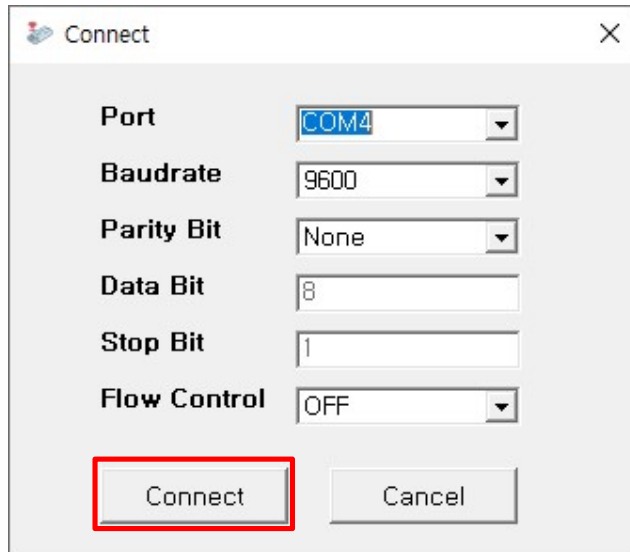 Connect
Port COM4
Baudrate 9600
Parity Bit None
Data Bit 8
Stop Bit 1
Flow Control OFF
Connect Cancel